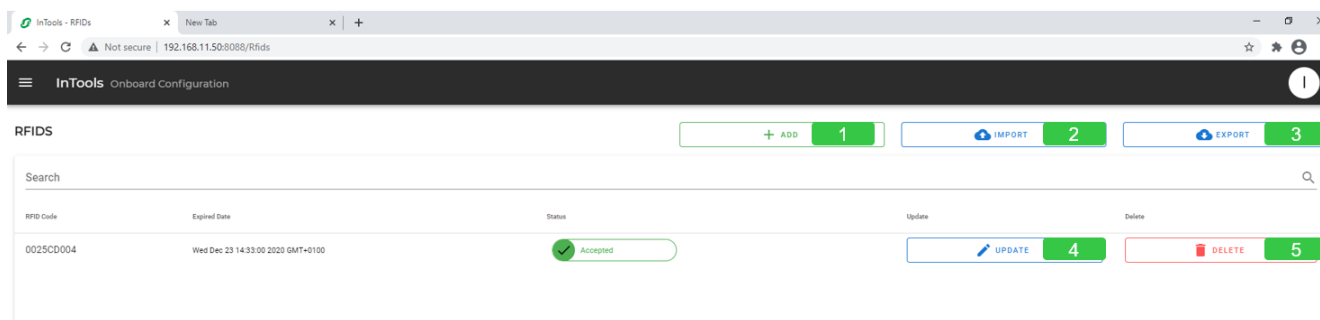 InTools - RFIDs
New Tab
Not secure | 192.168.11.50:8088/Rfids
InTools Onboard Configuration
I
RFIDS
ADD 1
IMPORT 2
EXPORT 3
Search
RFID Code Expired Date Status Update Delete
0025CD004 Wed Dec 23 14:33:00 2020 GMT+0100 Accepted UPDATE 4 DELETE 5